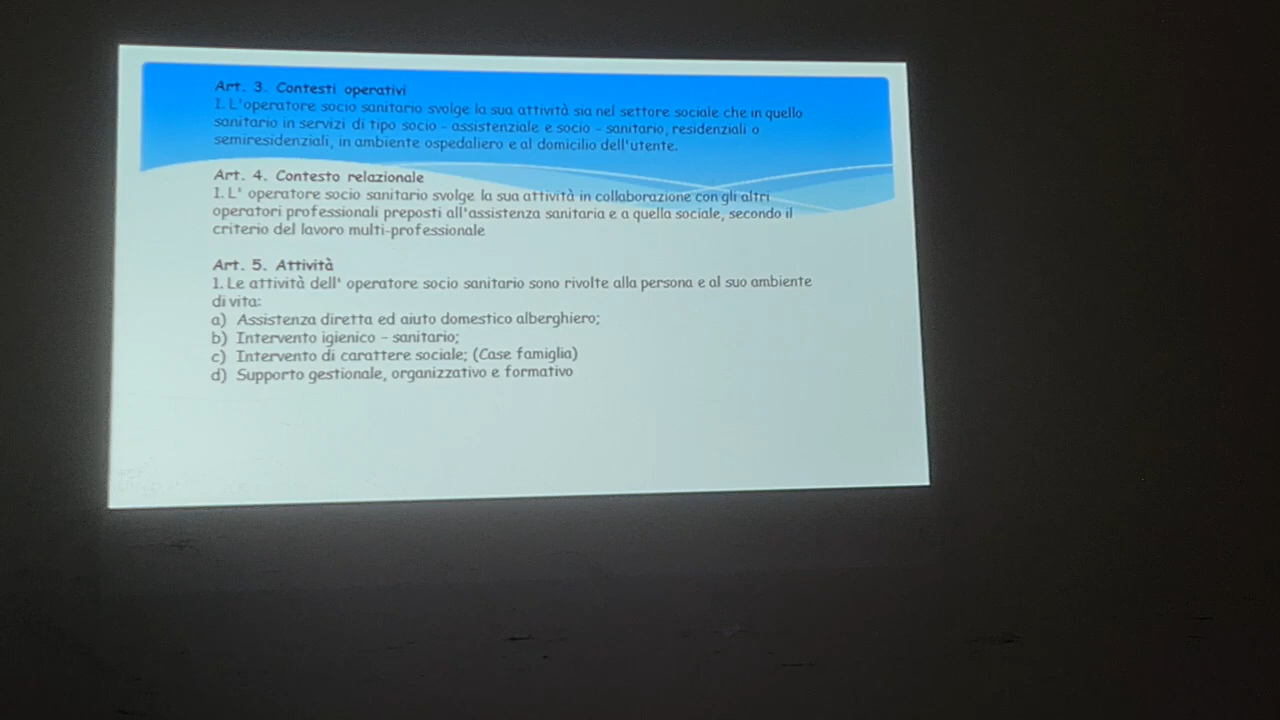 Art. 3. Contesti operativi
1. L'operatore socio sanitario svolge la sua attività sia nel settore sociale che in quello
sanitario in servizi di tipo socio - assistenziale e socio - sanitario, residenziali o
semiresidenziali, in ambiente ospedaliero e al domicilio dell'utente.
Art. 4. Contesto relazionale
1. L' operatore socio sanitario svolge la sua attività in collaborazione con gli altri
operatori professionali preposti all'assistenza sanitaria e a quella sociale, secondo il
criterio del lavoro multi-professionale
Art. 5. Attività
1. Le attività dell' operatore socio sanitario sono rivolte alla persona e al suo ambiente
di vita:
a) Assistenza diretta ed aiuto domestico alberghiero;
b) Intervento igienico - sanitario;
c) Intervento di carattere sociale; (Case famiglia)
d) Supporto gestionale, organizzativo e formativo